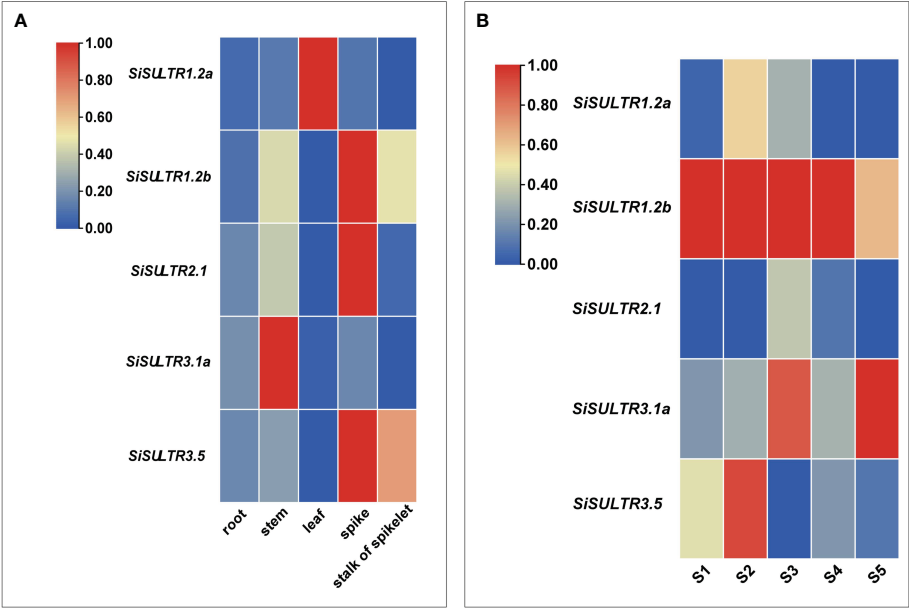 A
1.00
0.80
0.60
0.40
0.20
0.00
SiSULTR1.2a
SiSULTR1.2b
SiSULTR2.1
SiSULTR3.1a
SiSULTR3.5
root
stem
leaf
spike
stalk of spikelet
B
1.00
0.80
0.60
0.40
0.20
0.00
SiSULTR1.2a
SiSULTR1.2b
SiSULTR2.1
SiSULTR3.1a
SiSULTR3.5
S1
S2
S3
S4
S5